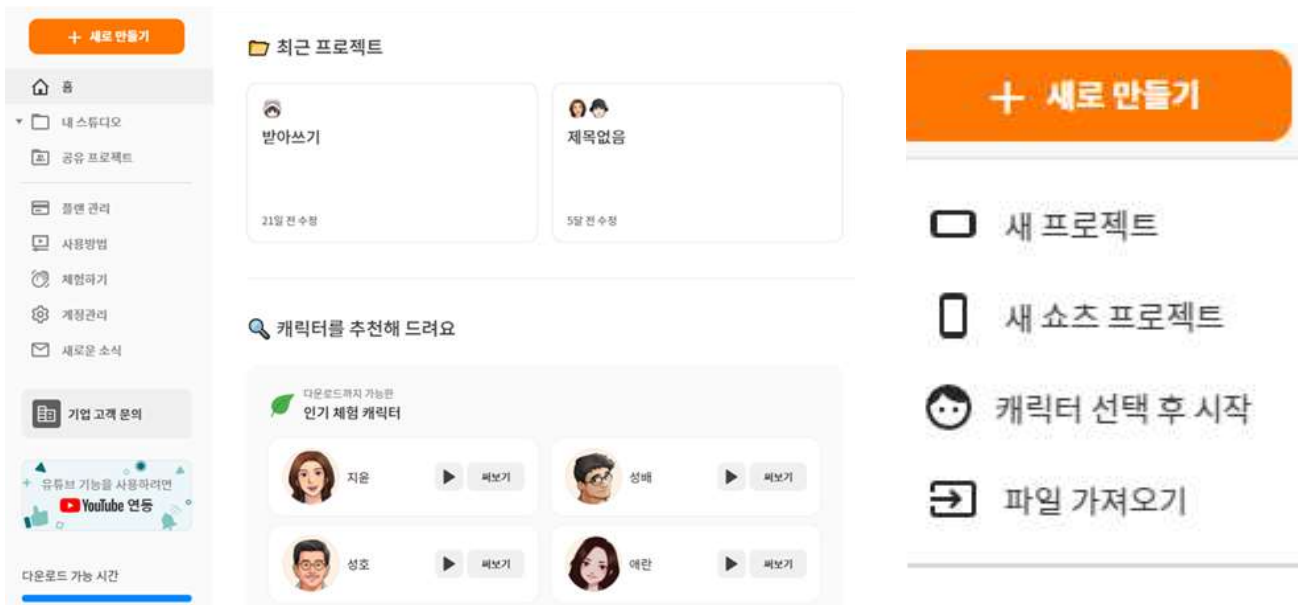 + 새로 만들기
홈
내 스튜디오
공유 프로젝트
플랜 관리
사용방법
체험하기
계정관리
새로운 소식
기업 고객 문의
유튜브 기능을 사용하려면
YouTube 연동
다운로드 가능 시간
최근 프로젝트
받아쓰기
21일 전 수정
제목없음
5달 전 수정
캐릭터를 추천해 드려요
다운로드까지 가능한
인기 체험 캐릭터
지윤 써보기
성배 써보기
성호 써보기
애란 써보기
+ 새로 만들기
새 프로젝트
새 쇼츠 프로젝트
캐릭터 선택 후 시작
파일 가져오기